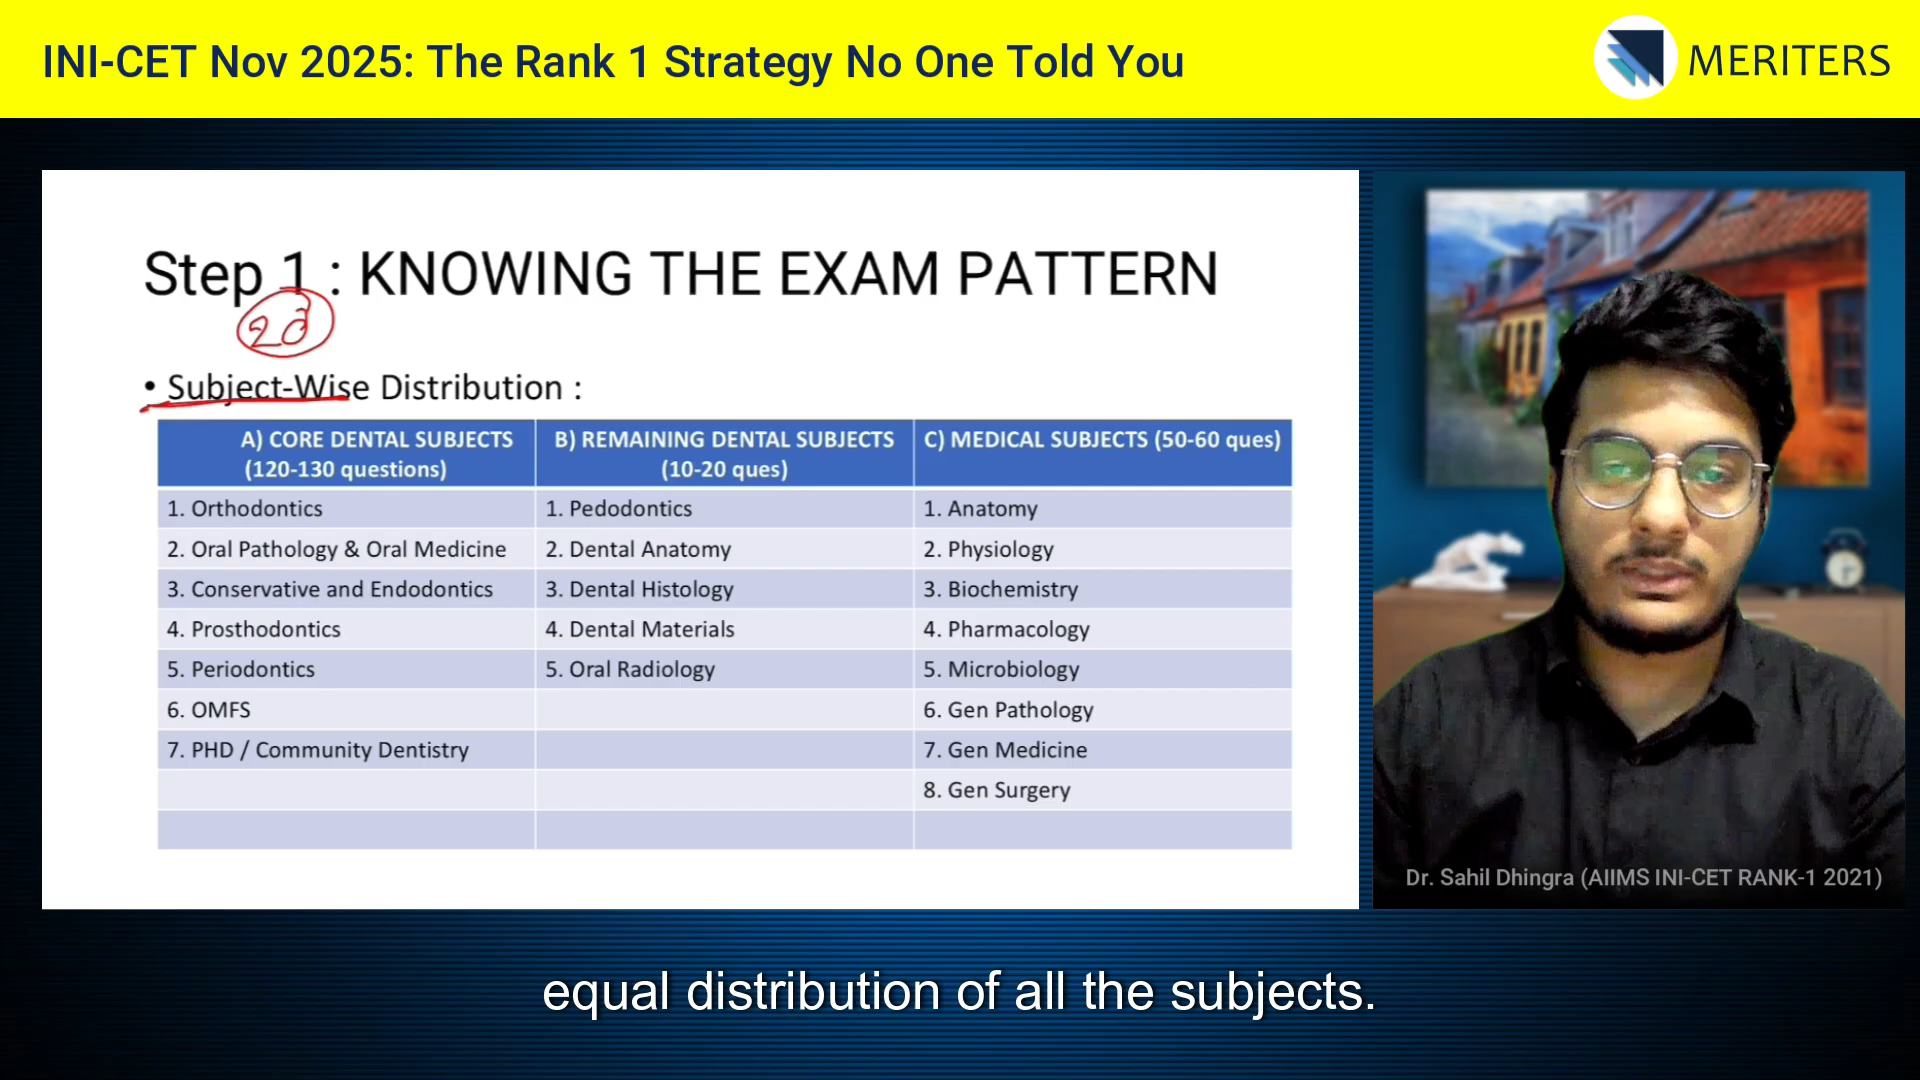 INI-CET Nov 2025: The Rank 1 Strategy No One Told You
MERITERS
Step 1 : KNOWING THE EXAM PATTERN
• Subject-Wise Distribution :
A) CORE DENTAL SUBJECTS (120-130 questions)
B) REMAINING DENTAL SUBJECTS (10-20 ques)
C) MEDICAL SUBJECTS (50-60 ques)
1. Orthodontics
1. Pedodontics
1. Anatomy
2. Oral Pathology & Oral Medicine
2. Dental Anatomy
2. Physiology
3. Conservative and Endodontics
3. Dental Histology
3. Biochemistry
4. Prosthodontics
4. Dental Materials
4. Pharmacology
5. Periodontics
5. Oral Radiology
5. Microbiology
6. OMFS
6. Gen Pathology
7. PHD / Community Dentistry
7. Gen Medicine
8. Gen Surgery
Dr. Sahil Dhingra (AIIMS INI-CET RANK-1 2021)
equal distribution of all the subjects.